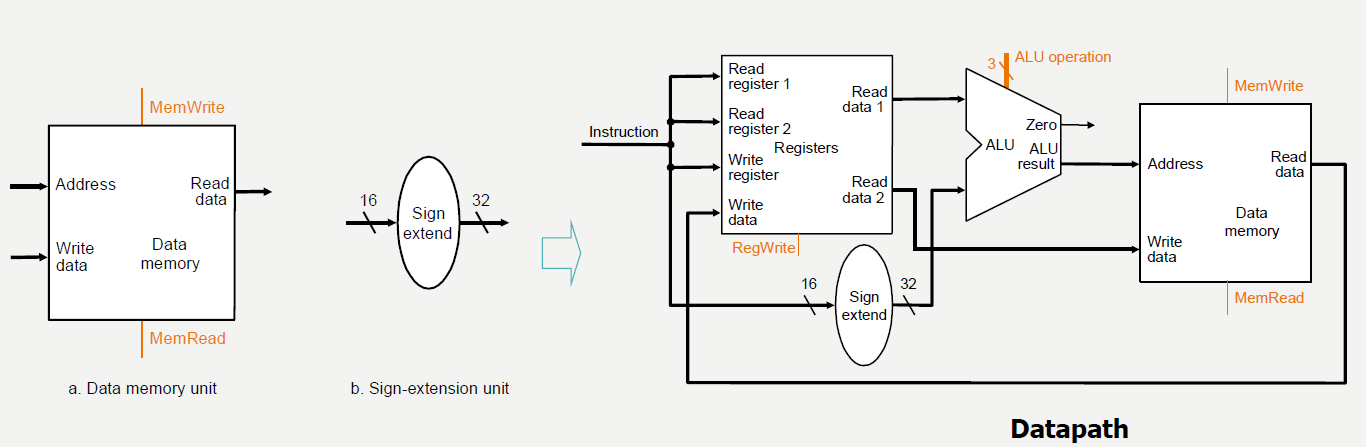 MemWrite
Address
Read
data
Write
data
Data
memory
MemRead
a. Data memory unit
16
Sign
extend
32
b. Sign-extension unit
Instruction
Read
register 1
Read
register 2
Write
register
Write
data
Registers
Read
data 1
Read
data 2
RegWrite
16
Sign
extend
32
3
ALU operation
Zero
ALU
ALU
result
MemWrite
Address
Read
data
Write
data
Data
memory
MemRead
Datapath